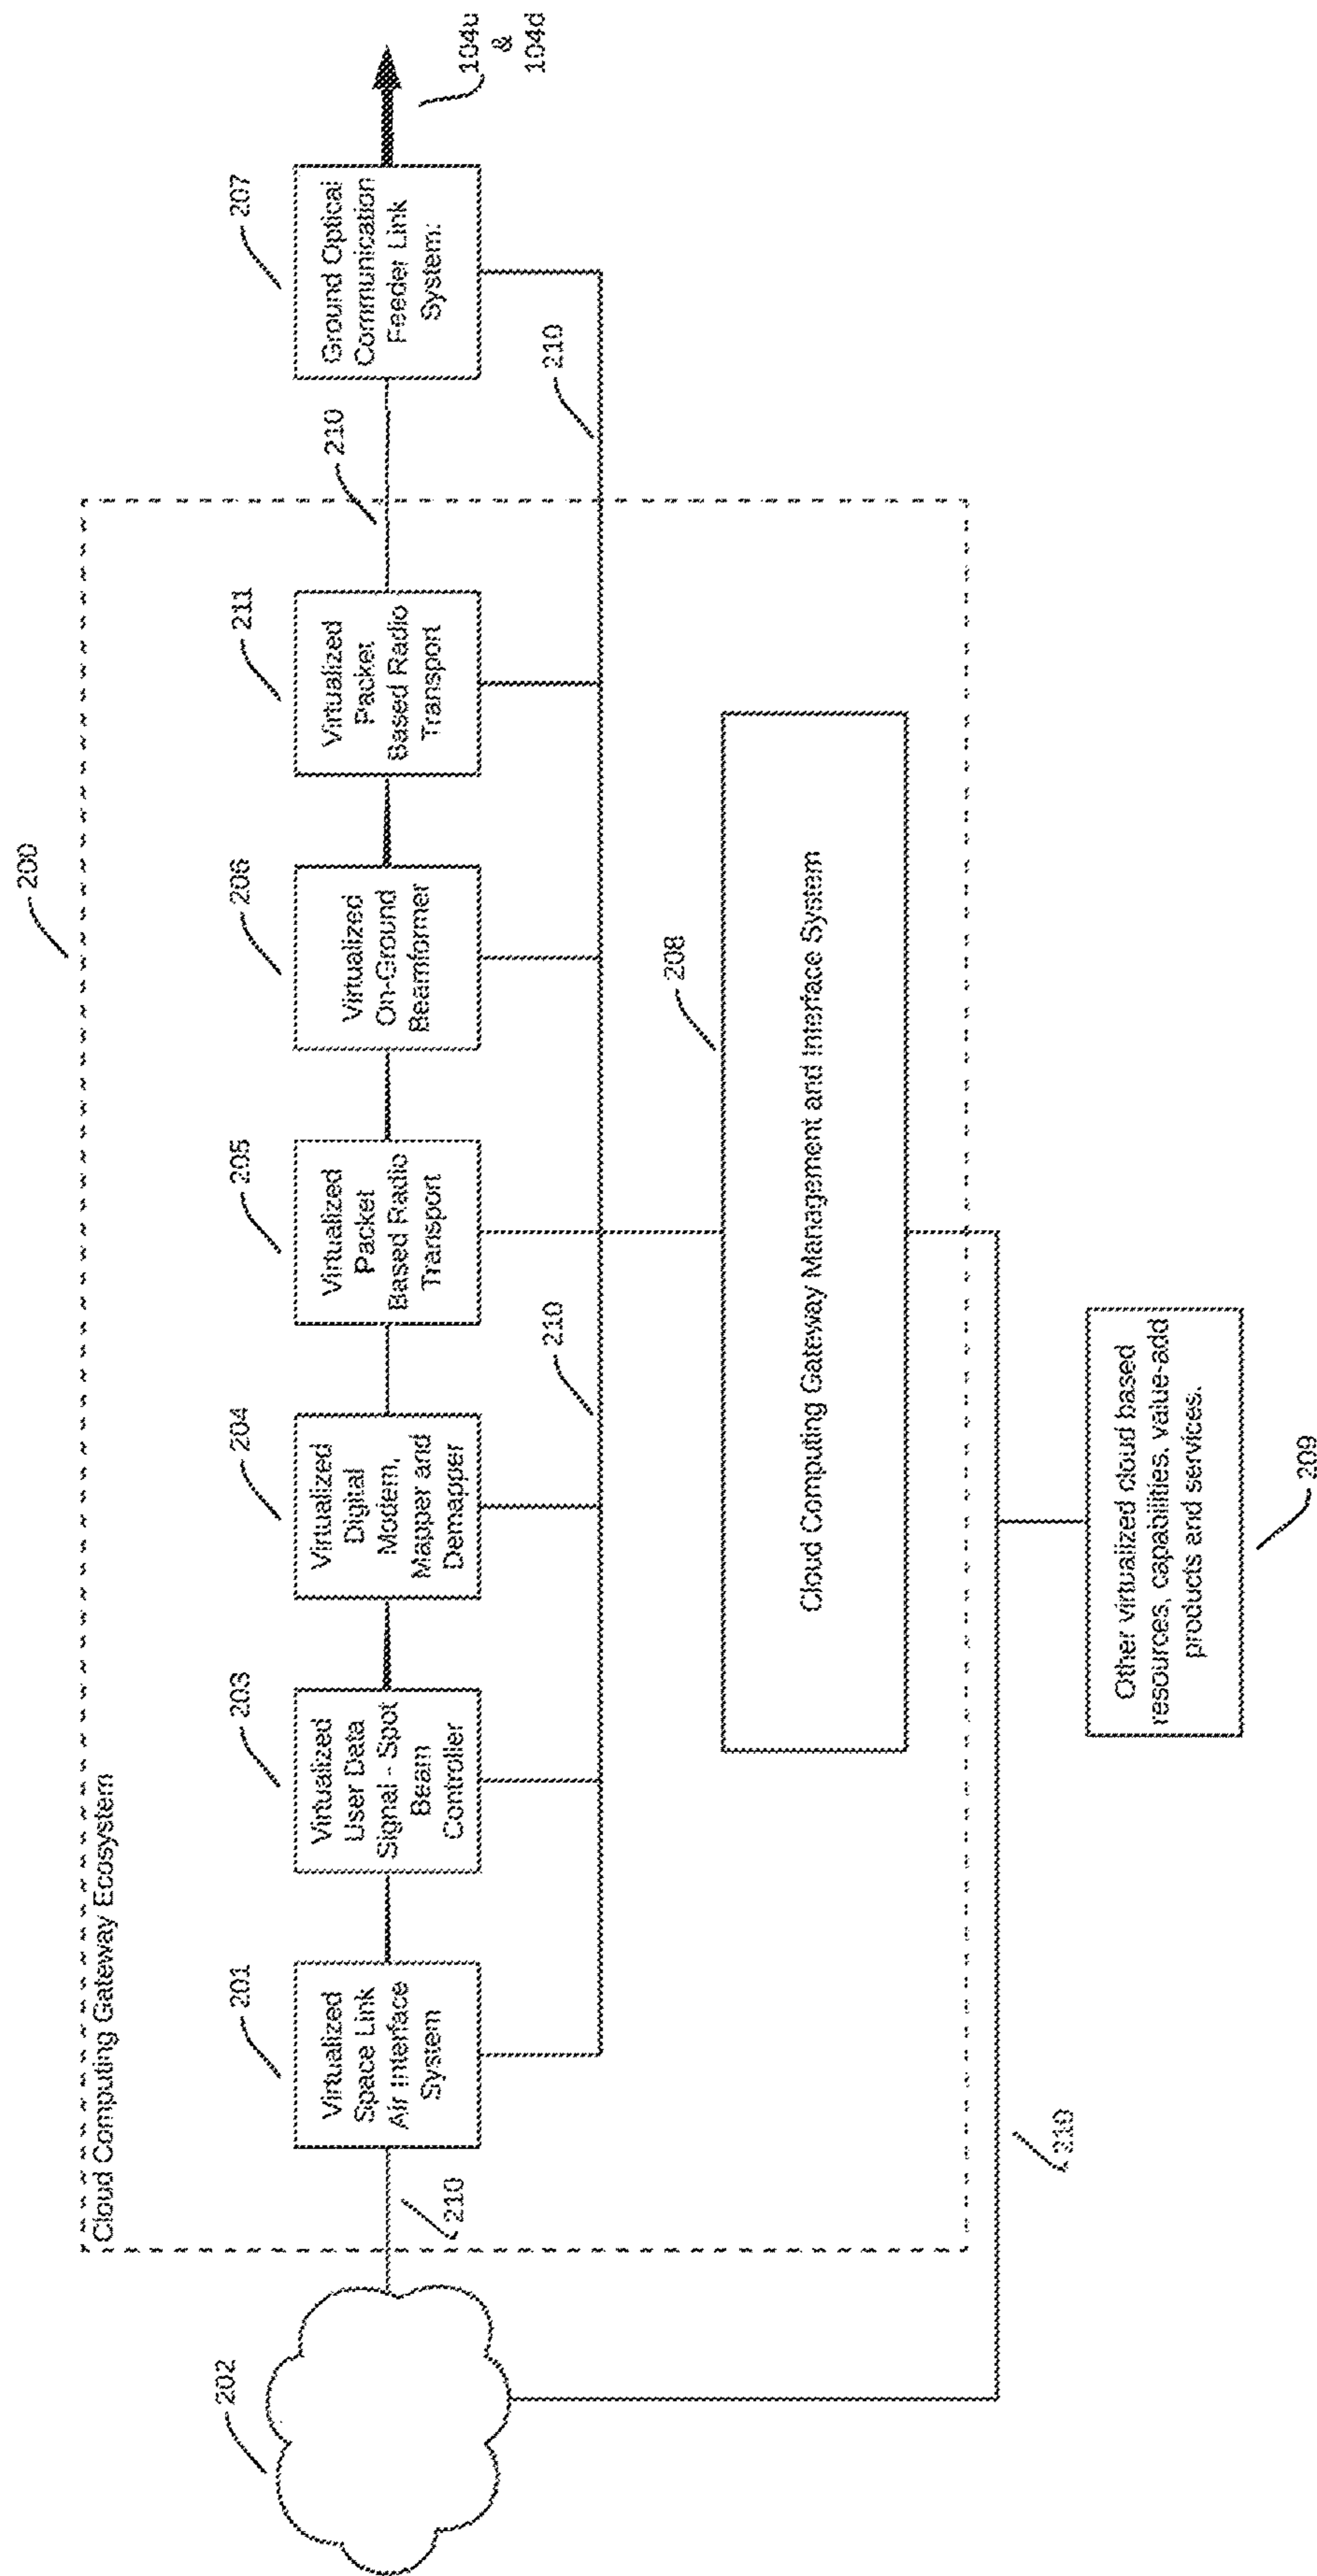 200
Cloud Computing Gateway Ecosystem
202
210
201
Virtualized
Space Link
Air Interface
System
203
Virtualized
User Data
Signal - Spot
Beam
Controller
204
Virtualized
Digital
Modem,
Mapper and
Demapper
205
Virtualized
Packet
Based Radio
Transport
206
Virtualized
On-Ground
Beamformer
211
Virtualized
Packet
Based Radio
Transport
210
207
Ground Optical
Communication
Feeder Link
System:
104u
&
104d
210
210
208
Cloud Computing Gateway Management and Interface System
210
Other virtualized cloud based
resources, capabilities, value-add
products and services.
209